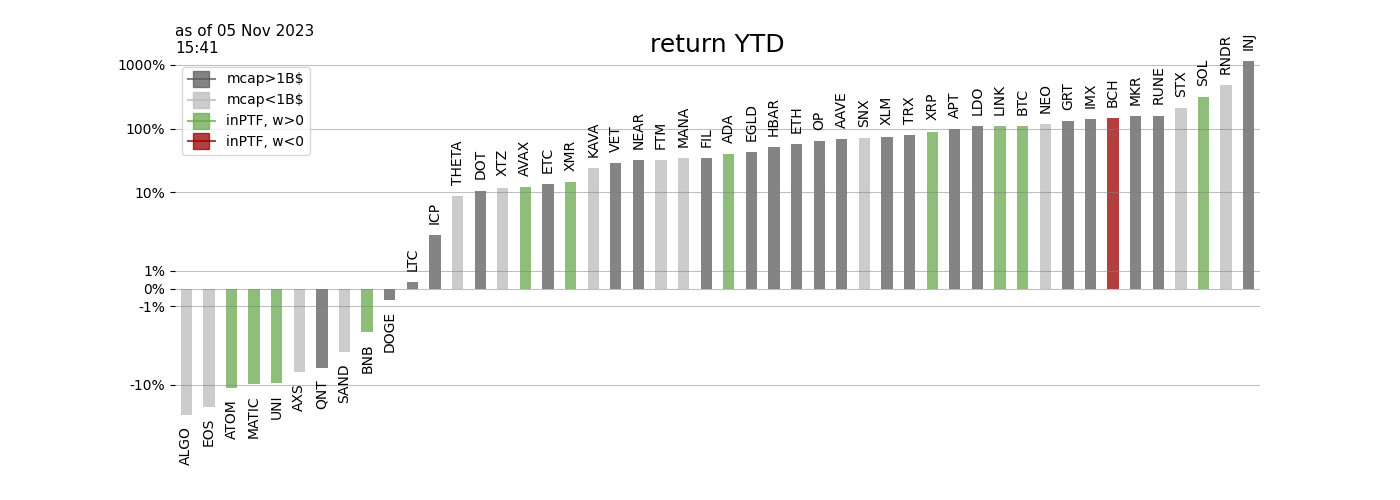 as of 05 Nov 2023
15:41
return YTD
1000%
100%
10%
1%
0%
-1%
-10%
mcap>1B$
mcap<1B$
inPTF, w>0
inPTF, w<0
ALGO
EOS
ATOM
MATIC
UNI
AXS
QNT
SAND
BNB
DOGE
LTC
ICP
THETA
DOT
XTZ
AVAX
ETC
XMR
KAVA
VET
NEAR
FTM
MANA
FIL
ADA
EGLD
HBAR
ETH
OP
AAVE
SNX
XLM
TRX
XRP
APT
LDO
LINK
BTC
NEO
GRT
IMX
BCH
MKR
RUNE
STX
SOL
RNDR
INJ